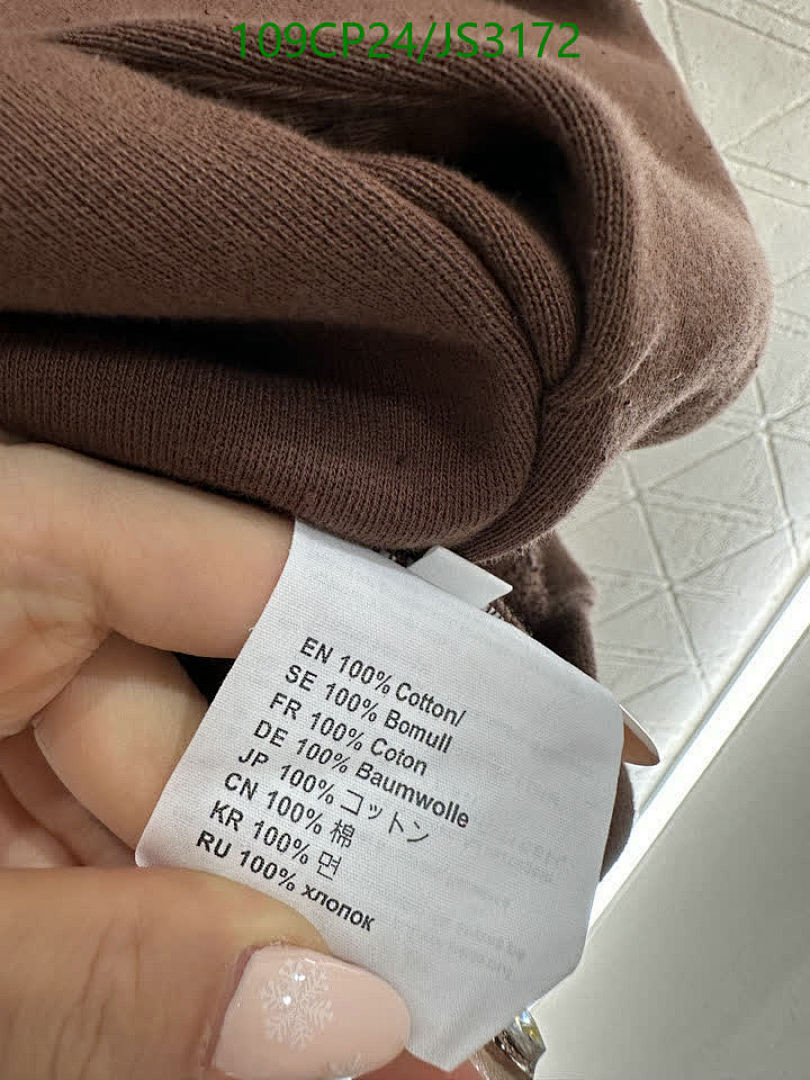 109CP24/JS3172
EN 100% Cotton/
SE 100% Bomull
FR 100% Coton
DE 100% Baumwolle
JP 100% コットン
CN 100% 棉
KR 100% 면
RU 100% хлопок